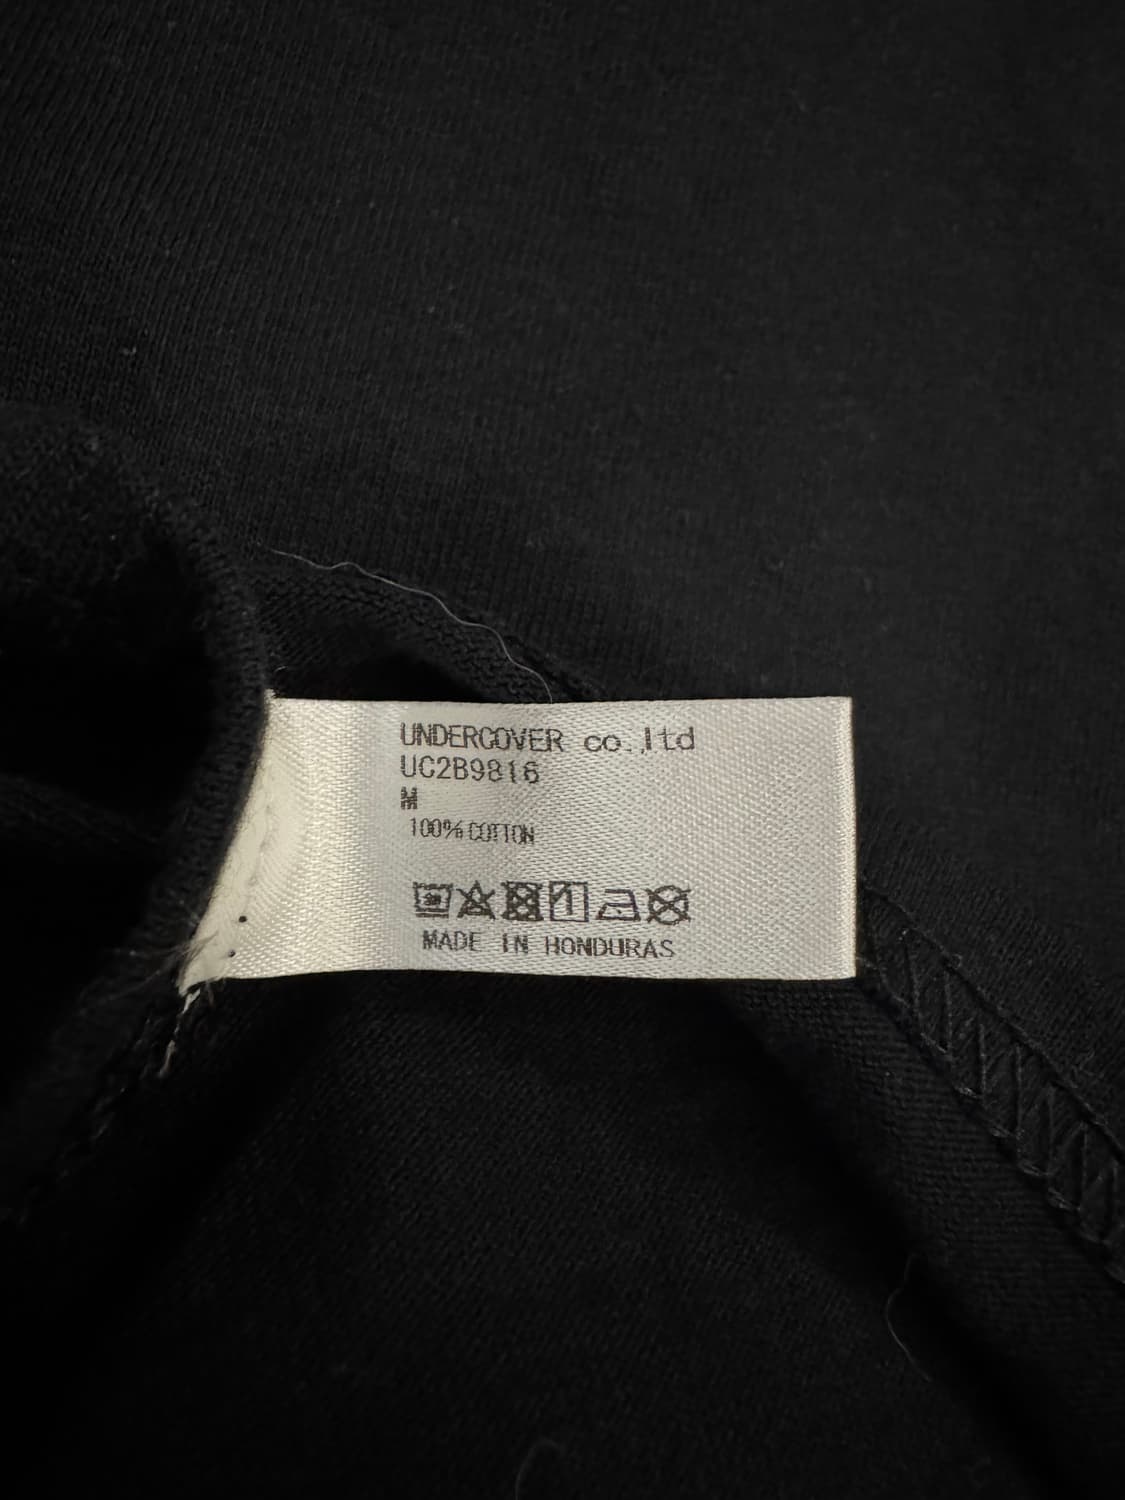 UNDERCOVER co.,ltd
UC2B9816
M
100% COTTON
MADE IN HONDURAS